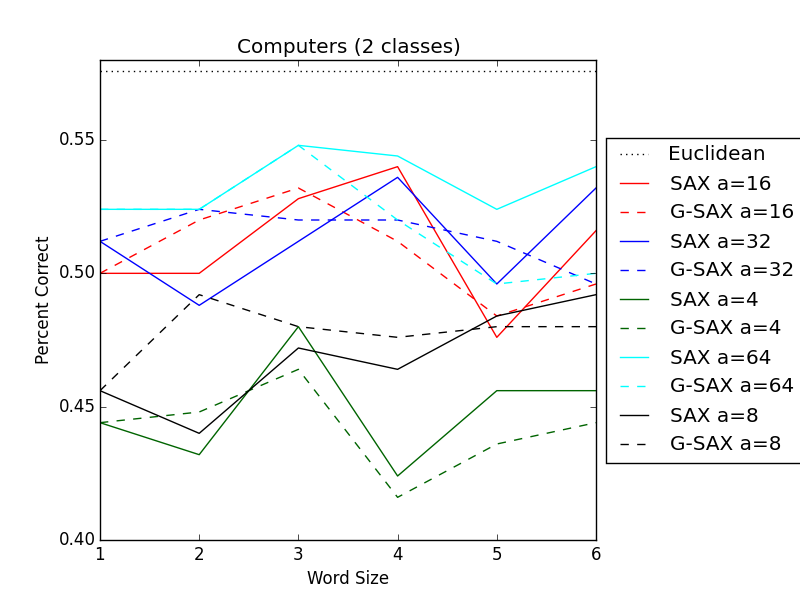 Computers (2 classes)
0.55
0.50
0.45
0.40
Percent Correct
1 2 3 4 5 6
Word Size
Euclidean
SAX a=16
G-SAX a=16
SAX a=32
G-SAX a=32
SAX a=4
G-SAX a=4
SAX a=64
G-SAX a=64
SAX a=8
G-SAX a=8